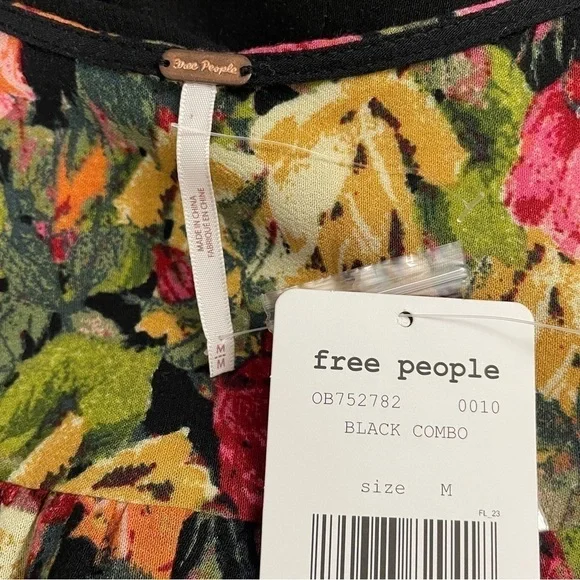 Free People
MADE IN CHINA
FABRIQUÉ EN CHINE
M
M
free people
OB752782 0010
BLACK COMBO
size M
FL_23